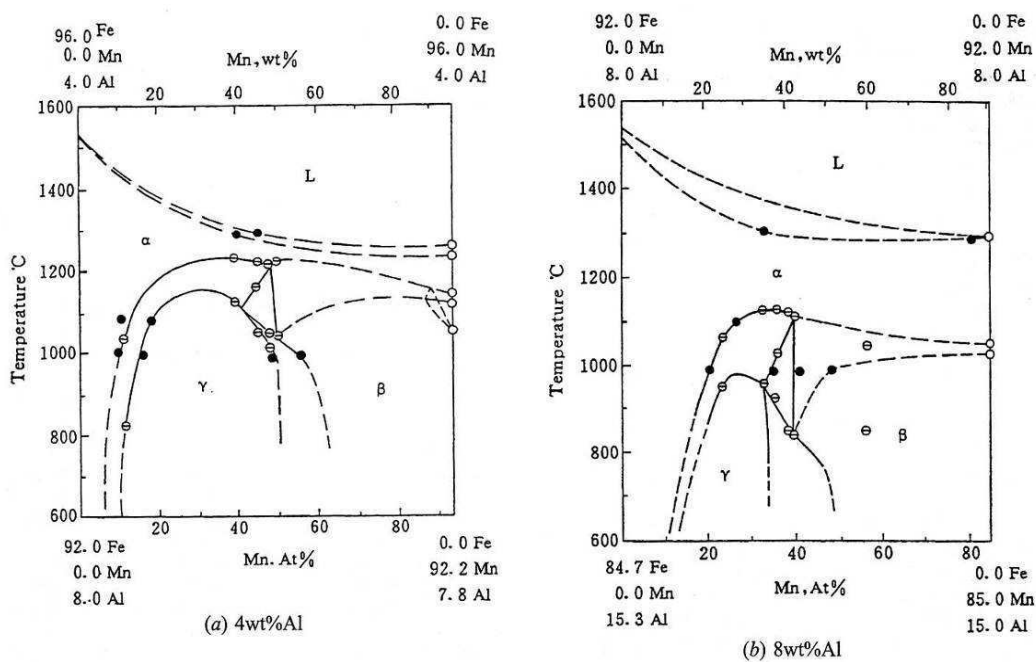 96.0 Fe
0.0 Mn
4.0 Al
Mn, wt%
0.0 Fe
96.0 Mn
4.0 Al
20 40 60 80
1600
1400
1200
1000
800
600
Temperature ℃
L
α
γ
β
20 40 60 80
Mn. At%
92.0 Fe
0.0 Mn
8.0 Al
0.0 Fe
92.2 Mn
7.8 Al
(a) 4wt%Al
92.0 Fe
0.0 Mn
8.0 Al
Mn, wt%
0.0 Fe
92.0 Mn
8.0 Al
20 40 60 80
1600
1400
1200
1000
800
600
Temperature ℃
L
α
γ
β
20 40 60 80
Mn, At%
84.7 Fe
0.0 Mn
15.3 Al
0.0 Fe
85.0 Mn
15.0 Al
(b) 8wt%Al